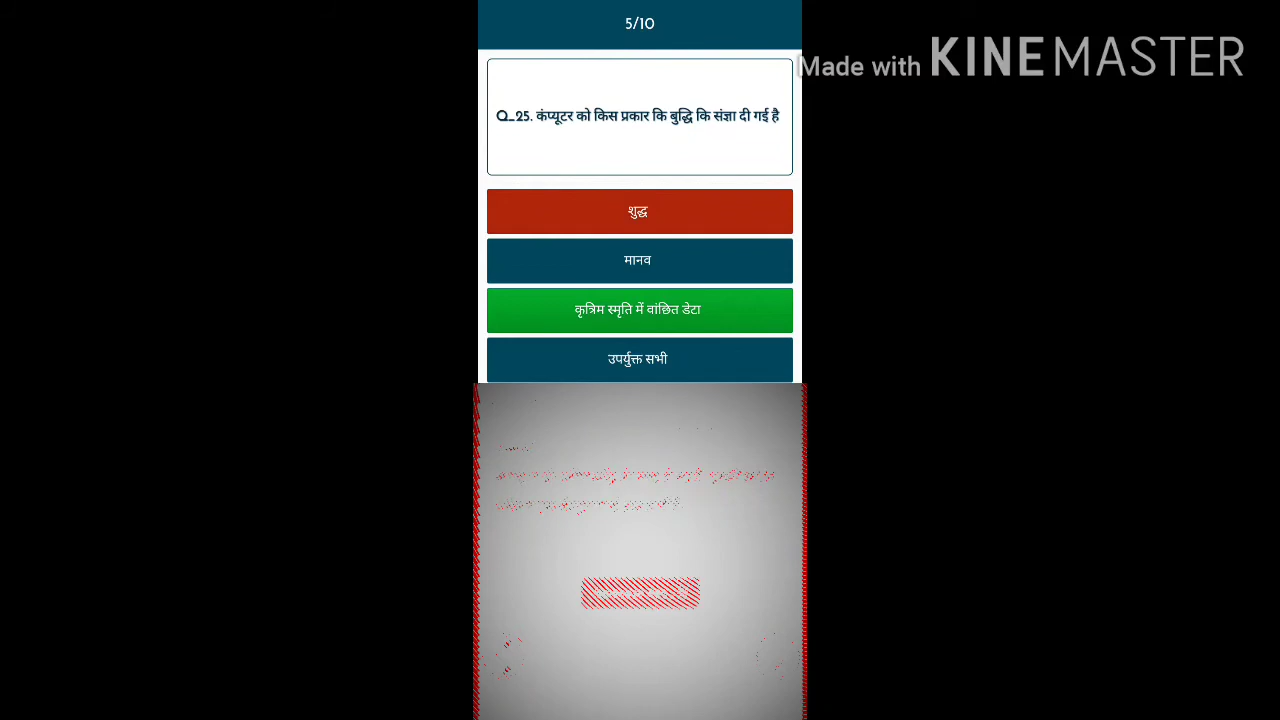 5/10
Made with KINEMASTER
Q_25. कंप्यूटर को किस प्रकार कि बुद्धि कि संज्ञा दी गई है
शुद्ध
मानव
कृत्रिम स्मृति में वांछित डेटा
उपर्युक्त सभी